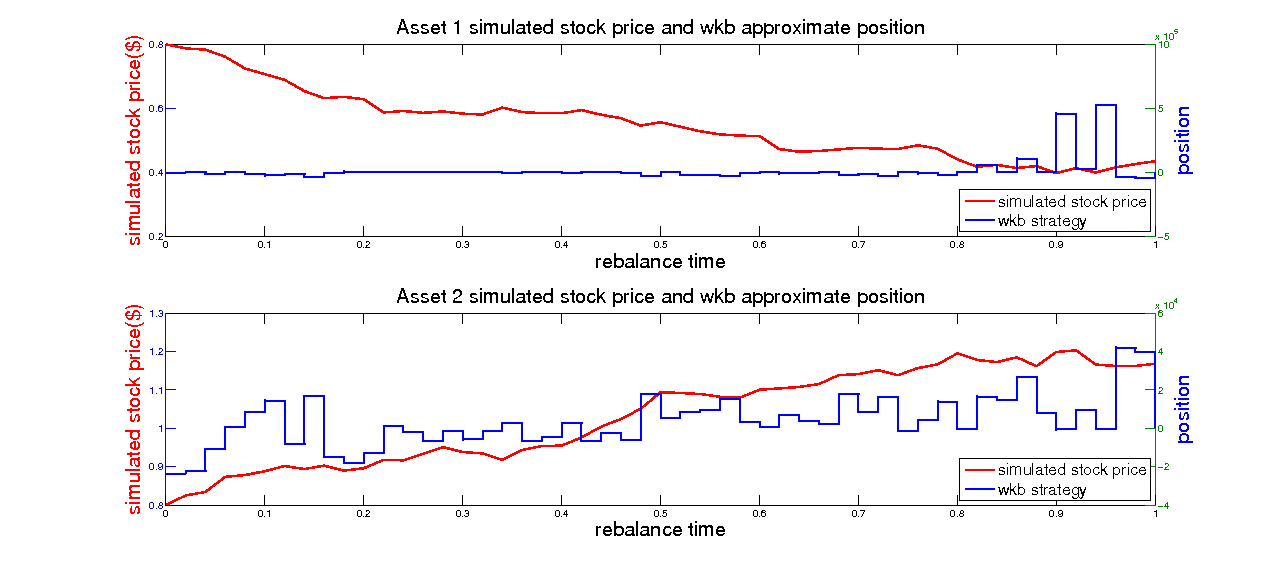 Asset 1 simulated stock price and wkb approximate position
x 10^5
simulated stock price($)
0.8
0.6
0.4
0.2
10
5
0
-5
position
simulated stock price
wkb strategy
0 0.1 0.2 0.3 0.4 0.5 0.6 0.7 0.8 0.9 1
rebalance time
Asset 2 simulated stock price and wkb approximate position
x 10^4
simulated stock price($)
1.3
1.2
1.1
1
0.9
0.8
6
4
2
0
-2
-4
position
simulated stock price
wkb strategy
0 0.1 0.2 0.3 0.4 0.5 0.6 0.7 0.8 0.9 1
rebalance time